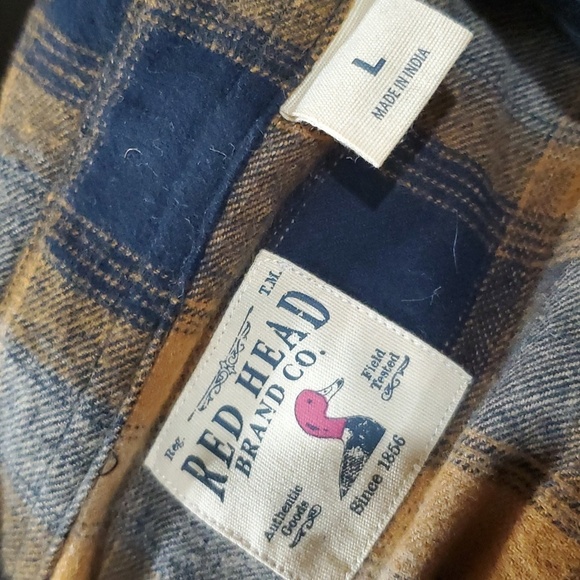 L
MADE IN INDIA
Reg. T.M.
RED HEAD
BRAND CO.
Authentic
Goods
Field
Tested
Since 1856